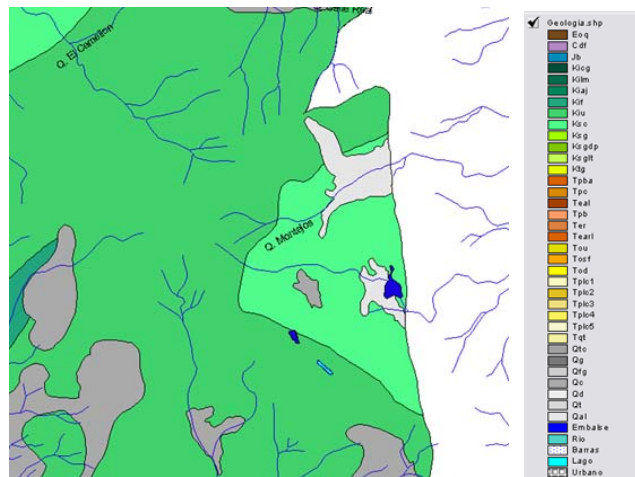 Q. El Camellon
Q. Montejos
Geologia.shp
Eoq
Cdf
Jb
Kicg
Kilm
Kiaj
Kif
Kiu
Ksc
Ksg
Ksgdp
Ksglt
Ktg
Tpba
Tpc
Teal
Tpb
Ter
Tearl
Tou
Tosf
Tod
Tplc1
Tplc2
Tplc3
Tplc4
Tplc5
Tqt
Qtc
Qg
Qfg
Qc
Qd
Qt
Qal
Embalse
Rio
Barras
Lago
Urbano